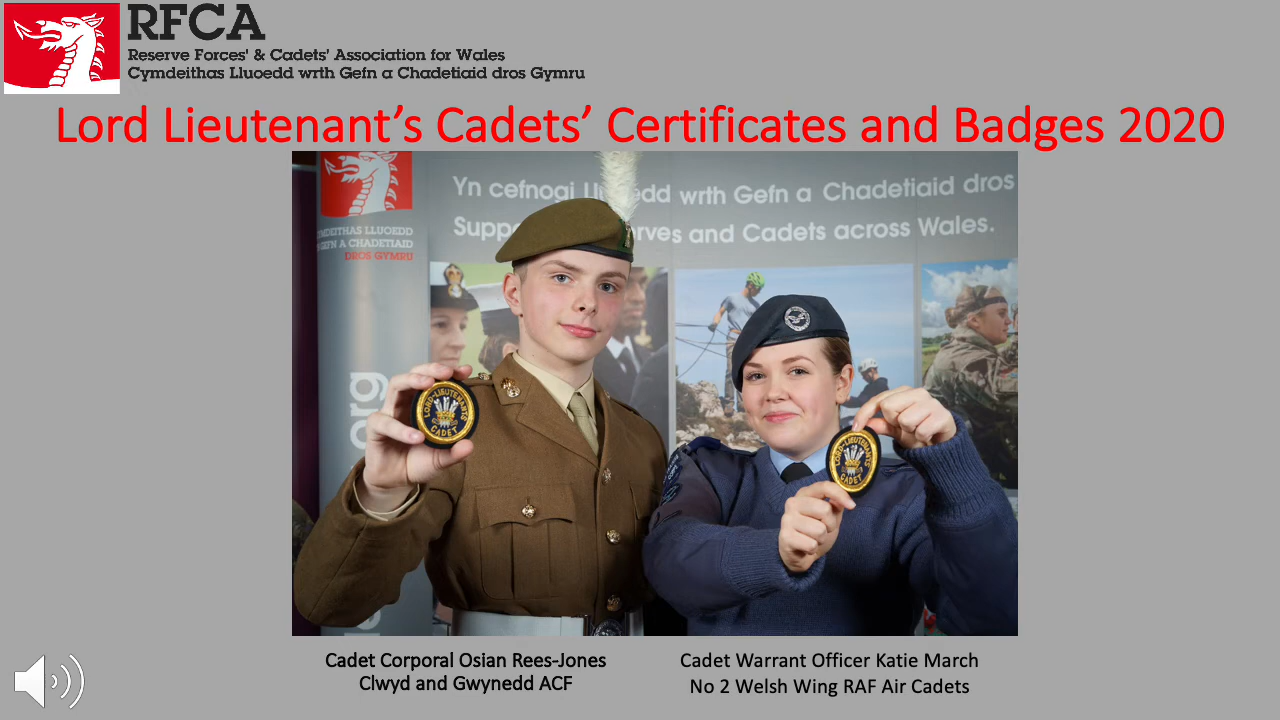 RFCA
Reserve Forces' & Cadets' Association for Wales
Cymdeithas Lluoedd wrth Gefn a Chadetiaid dros Gymru
Lord Lieutenant’s Cadets’ Certificates and Badges 2020
Yn cefnogi Lluoedd wrth Gefn a Chadetiaid dros
Supp rves and Cadets across Wales.
CYMDEITHAS LLUOEDD
GEFN A CHADETIAID
DROS GYMRU
org
LORD-LIEUTENANT'S
CADET
LORD-LIEUTENANT'S
CADET
Cadet Corporal Osian Rees-Jones
Clwyd and Gwynedd ACF
Cadet Warrant Officer Katie March
No 2 Welsh Wing RAF Air Cadets